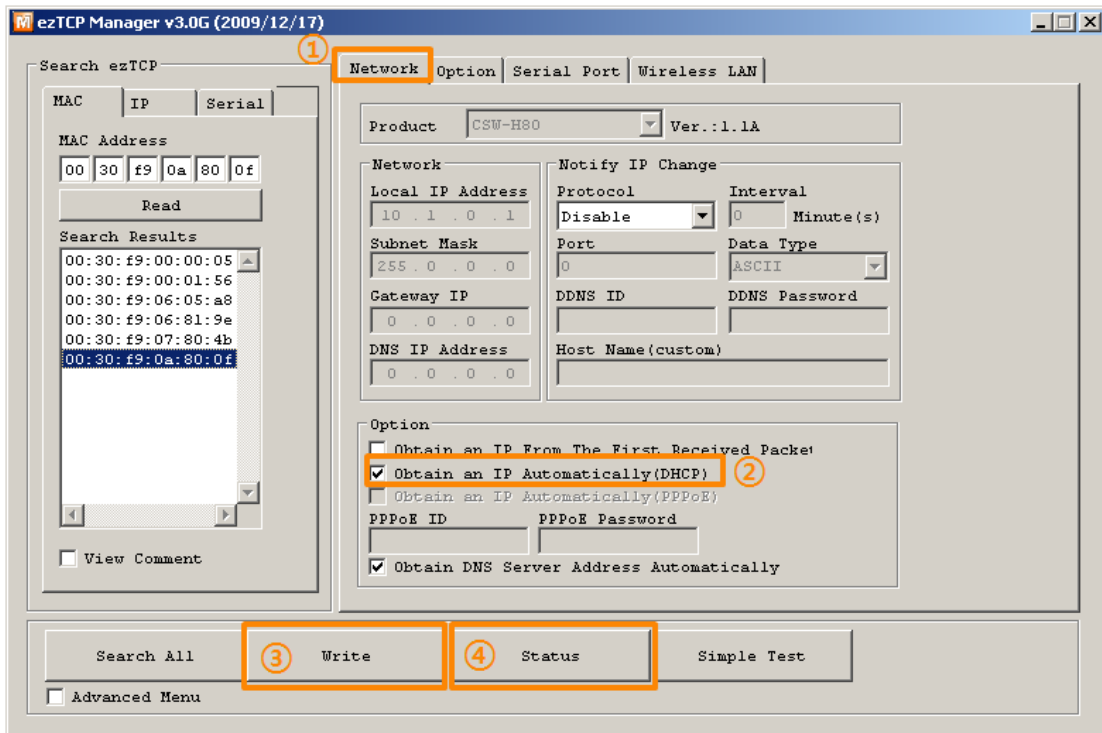 ezTCP Manager v3.0G (2009/12/17)
①
Search ezTCP
MAC IP Serial
MAC Address
00 30 f9 0a 80 0f
Read
Search Results
00:30:f9:00:00:05
00:30:f9:00:01:56
00:30:f9:06:05:a8
00:30:f9:06:81:9e
00:30:f9:07:80:4b
00:30:f9:0a:80:0f
View Comment
Network Option Serial Port Wireless LAN
Product CSW-H80 Ver.:1.1A
Network
Local IP Address
10 . 1 . 0 . 1
Subnet Mask
255 . 0 . 0 . 0
Gateway IP
0 . 0 . 0 . 0
DNS IP Address
0 . 0 . 0 . 0
Notify IP Change
Protocol Interval
Disable 0 Minute(s)
Port Data Type
0 ASCII
DDNS ID DDNS Password
Host Name(custom)
Option
Obtain an IP From The First Received Packet
Obtain an IP Automatically(DHCP) ②
Obtain an IP Automatically(PPPoE)
PPPoE ID PPPoE Password
Obtain DNS Server Address Automatically
Search All ③ Write ④ Status Simple Test
Advanced Menu